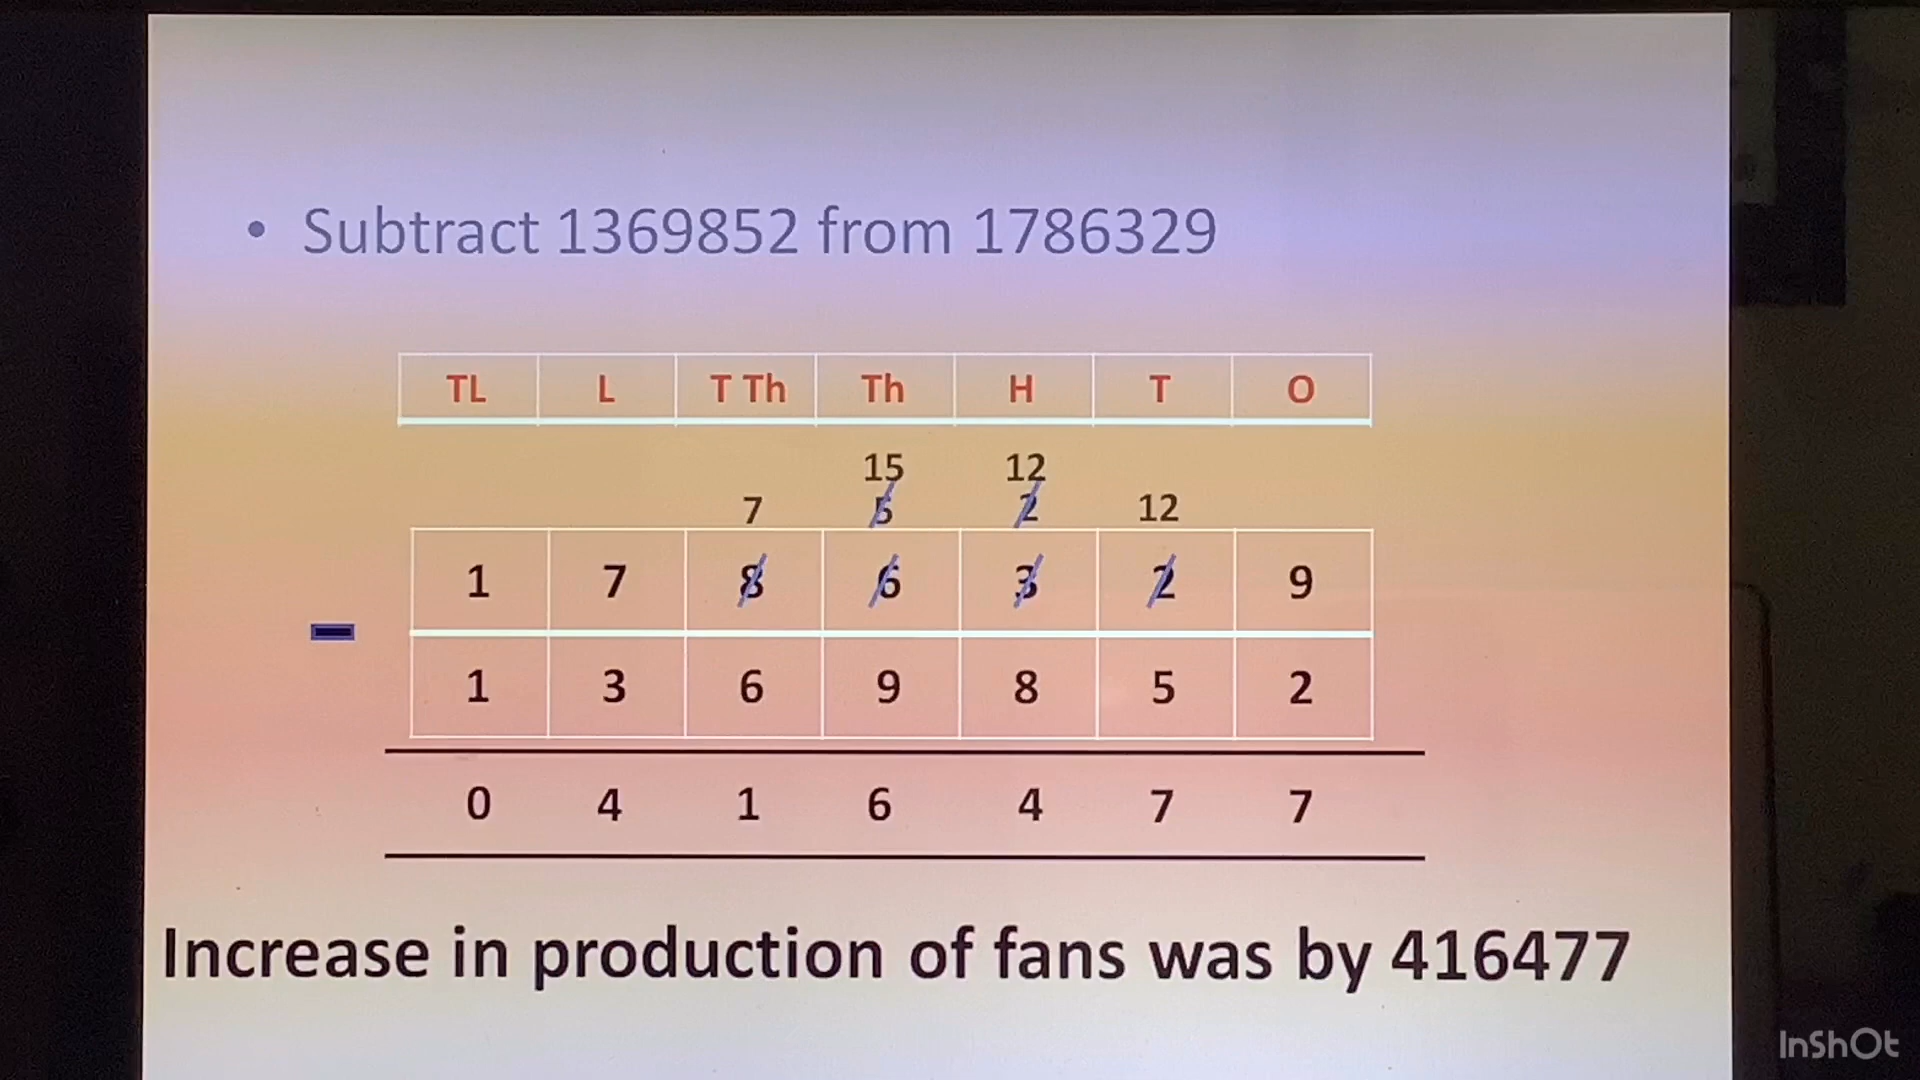 • Subtract 1369852 from 1786329
TL L T Th Th H T O
15 12
7 5 2 12
1 7 8 6 3 2 9
-
1 3 6 9 8 5 2
0 4 1 6 4 7 7
Increase in production of fans was by 416477
InShOt